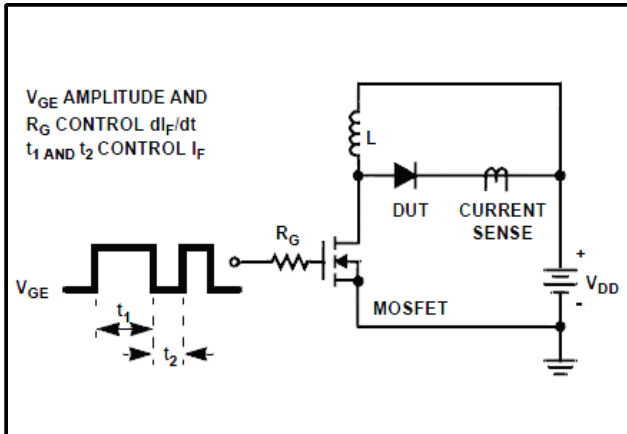 V_GE AMPLITUDE AND
R_G CONTROL dI_F/dt
t_1 AND t_2 CONTROL I_F
L
DUT
CURRENT
SENSE
R_G
V_GE
t_1
t_2
MOSFET
+
V_DD
-